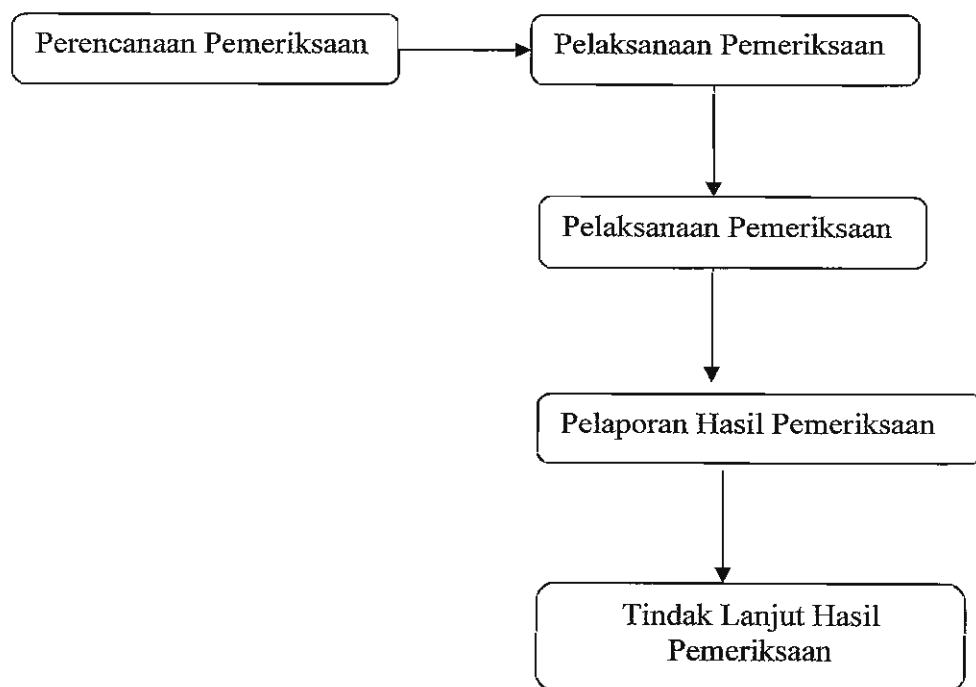 Perencanaan Pemeriksaan
Pelaksanaan Pemeriksaan
Pelaksanaan Pemeriksaan
Pelaporan Hasil Pemeriksaan
Tindak Lanjut Hasil
Pemeriksaan